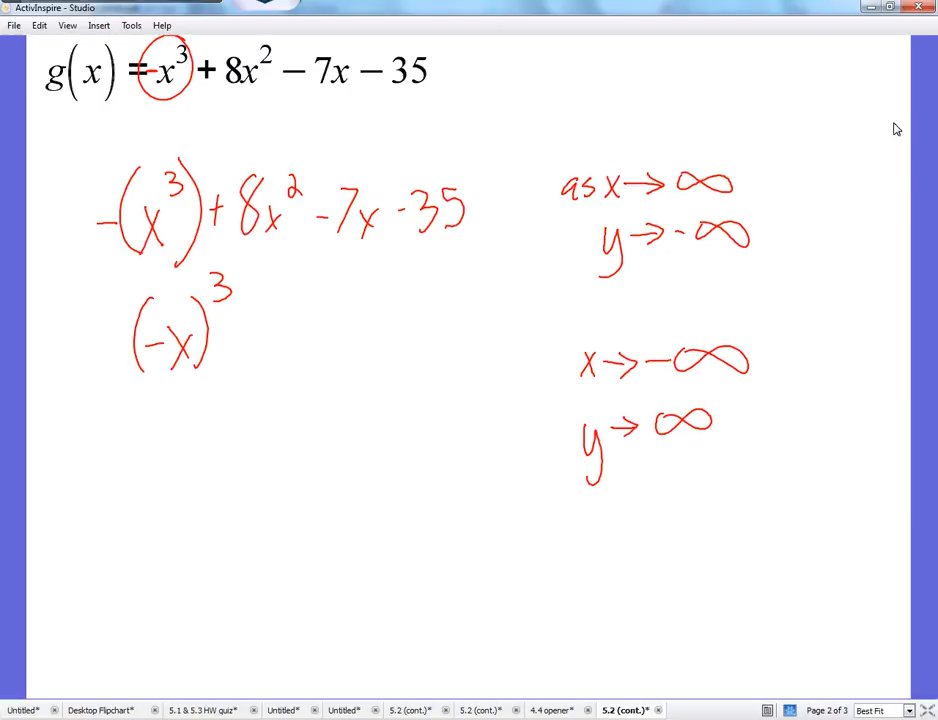 ActivInspire - Studio
File Edit View Insert Tools Help
g(x) = -x³ + 8x² − 7x − 35
-(x³) + 8x² - 7x - 35
(-x)³
as x → ∞
y → -∞
x → -∞
y → ∞
Untitled* Desktop Flipchart* 5.1 & 5.3 HW quiz* Untitled* Untitled* 5.2 (cont.)* 5.2 (cont.)* 4.4 opener* 5.2 (cont.)* Page 2 of 3 Best Fit